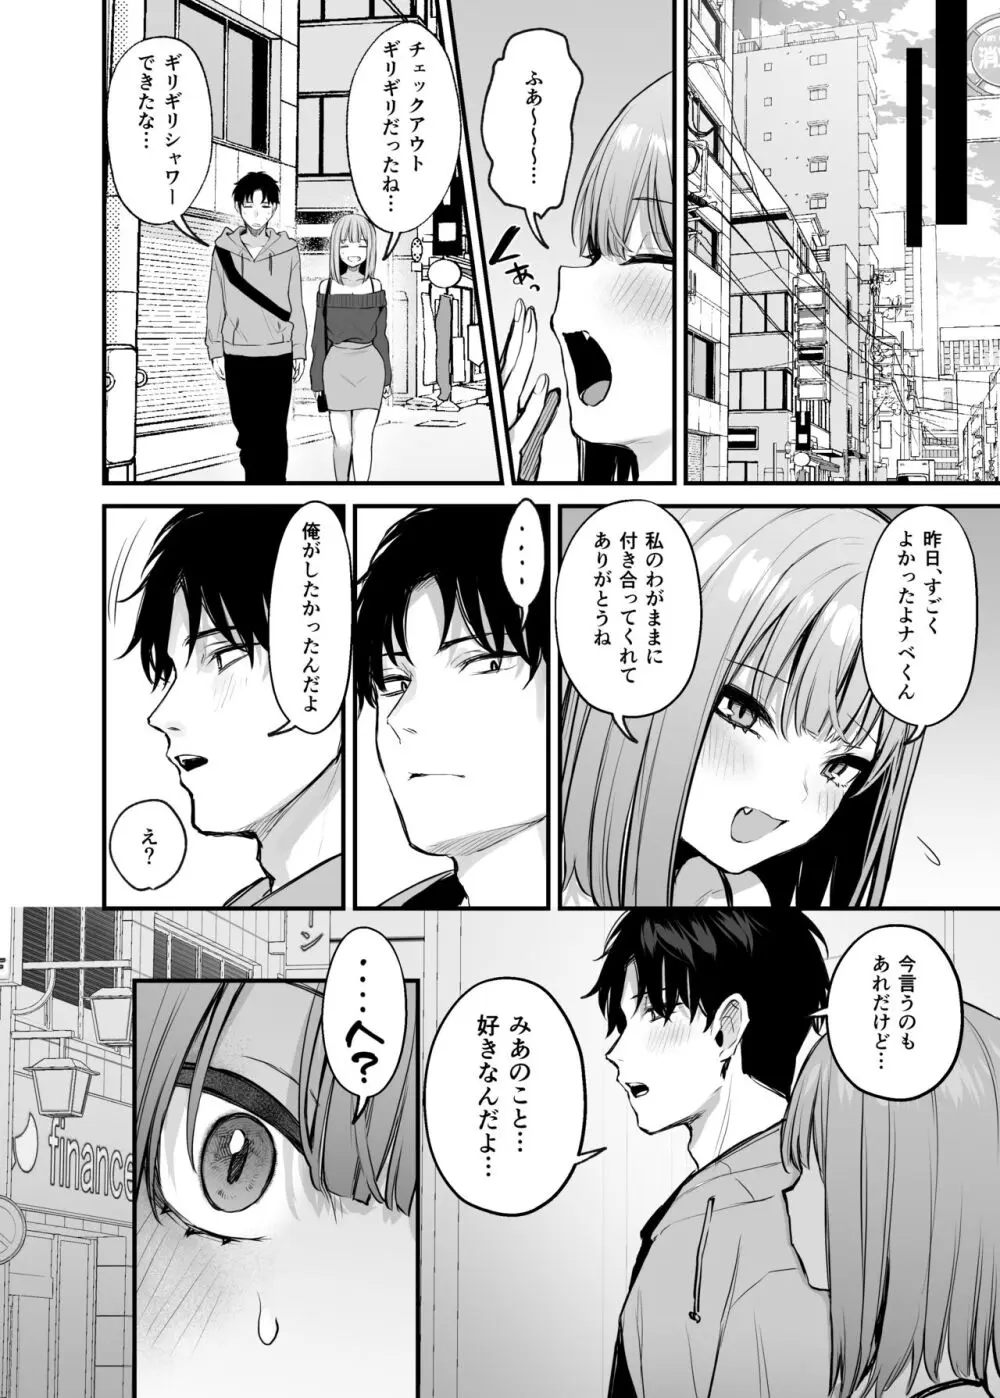 消
ふあ～～～～…
くぁっ
チェックアウト
ギリギリだったね…
ギリギリシャワー
できたな…
昨日、すごく
よかったよナベくん
私のわがままに
付き合ってくれて
ありがとうね
・・・・
俺がしたかったんだよ
え?
今言うのも
あれだけど…
みあのこと…
好きなんだよ…
・・・・へ?
ーン
finance